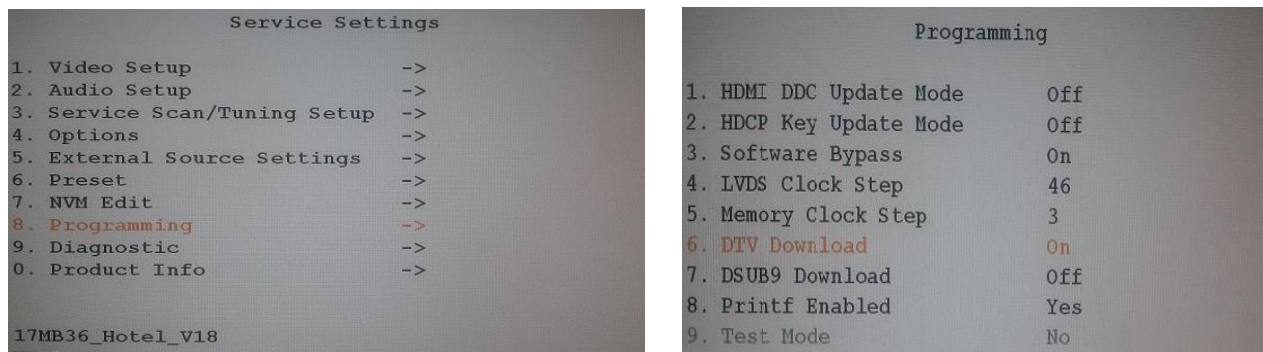 Service Settings
1. Video Setup ->
2. Audio Setup ->
3. Service Scan/Tuning Setup ->
4. Options ->
5. External Source Settings ->
6. Preset ->
7. NVM Edit ->
8. Programming ->
9. Diagnostic ->
0. Product Info ->
17MB36_Hotel_V18
Programming
1. HDMI DDC Update Mode Off
2. HDCP Key Update Mode Off
3. Software Bypass On
4. LVDS Clock Step 46
5. Memory Clock Step 3
6. DTV Download On
7. DSUB9 Download Off
8. Printf Enabled Yes
9. Test Mode No